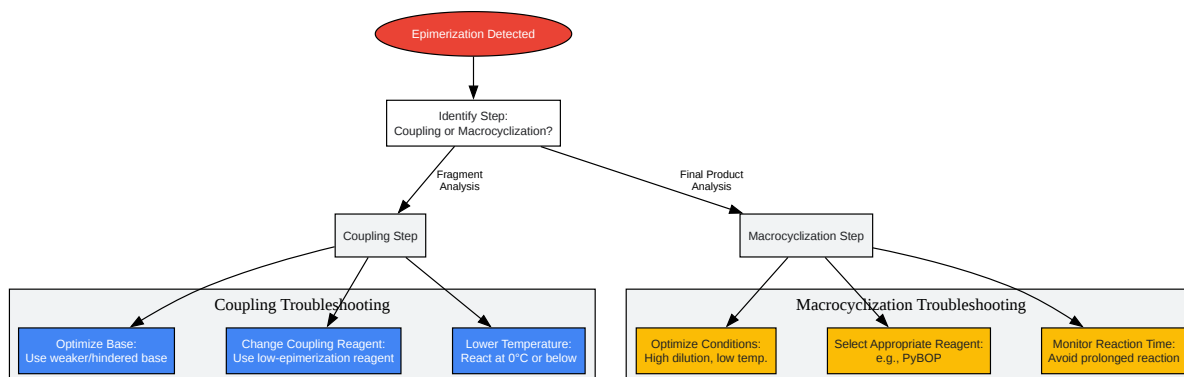 Epimerization Detected
Identify Step:
Coupling or Macrocyclization?
Fragment
Analysis
Final Product
Analysis
Coupling Step
Macrocyclization Step
Coupling Troubleshooting
Optimize Base:
Use weaker/hindered base
Change Coupling Reagent:
Use low-epimerization reagent
Lower Temperature:
React at 0°C or below
Macrocyclization Troubleshooting
Optimize Conditions:
High dilution, low temp.
Select Appropriate Reagent:
e.g., PyBOP
Monitor Reaction Time:
Avoid prolonged reaction